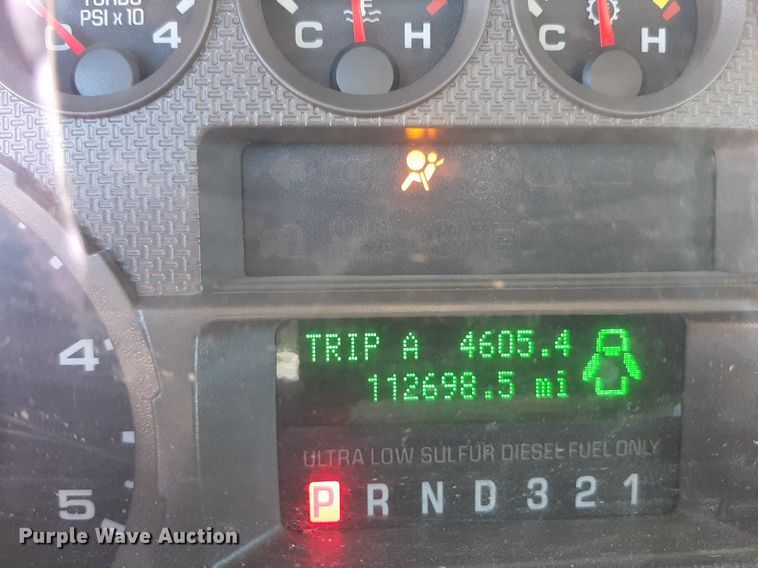 TURBO
PSI x 10
0 4
C H
C H
4
5
TRIP A 4605.4
112698.5 mi
ULTRA LOW SULFUR DIESEL FUEL ONLY
P R N D 3 2 1
Purple Wave Auction